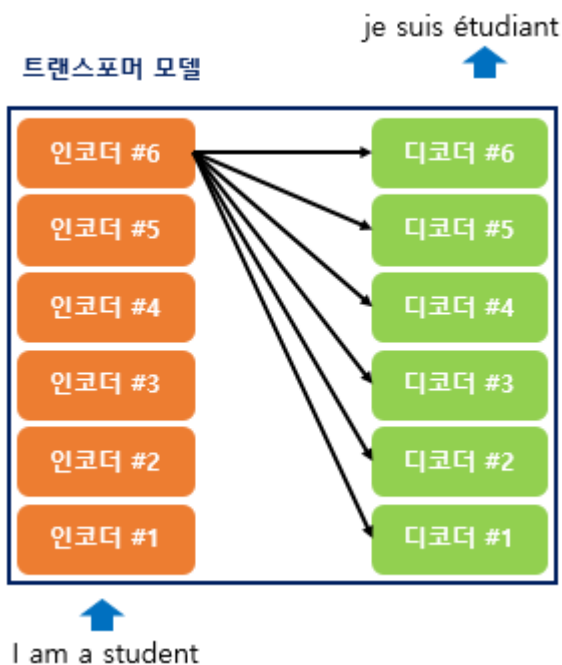 je suis étudiant
트랜스포머 모델
인코더 #6
디코더 #6
인코더 #5
디코더 #5
인코더 #4
디코더 #4
인코더 #3
디코더 #3
인코더 #2
디코더 #2
인코더 #1
디코더 #1
I am a student